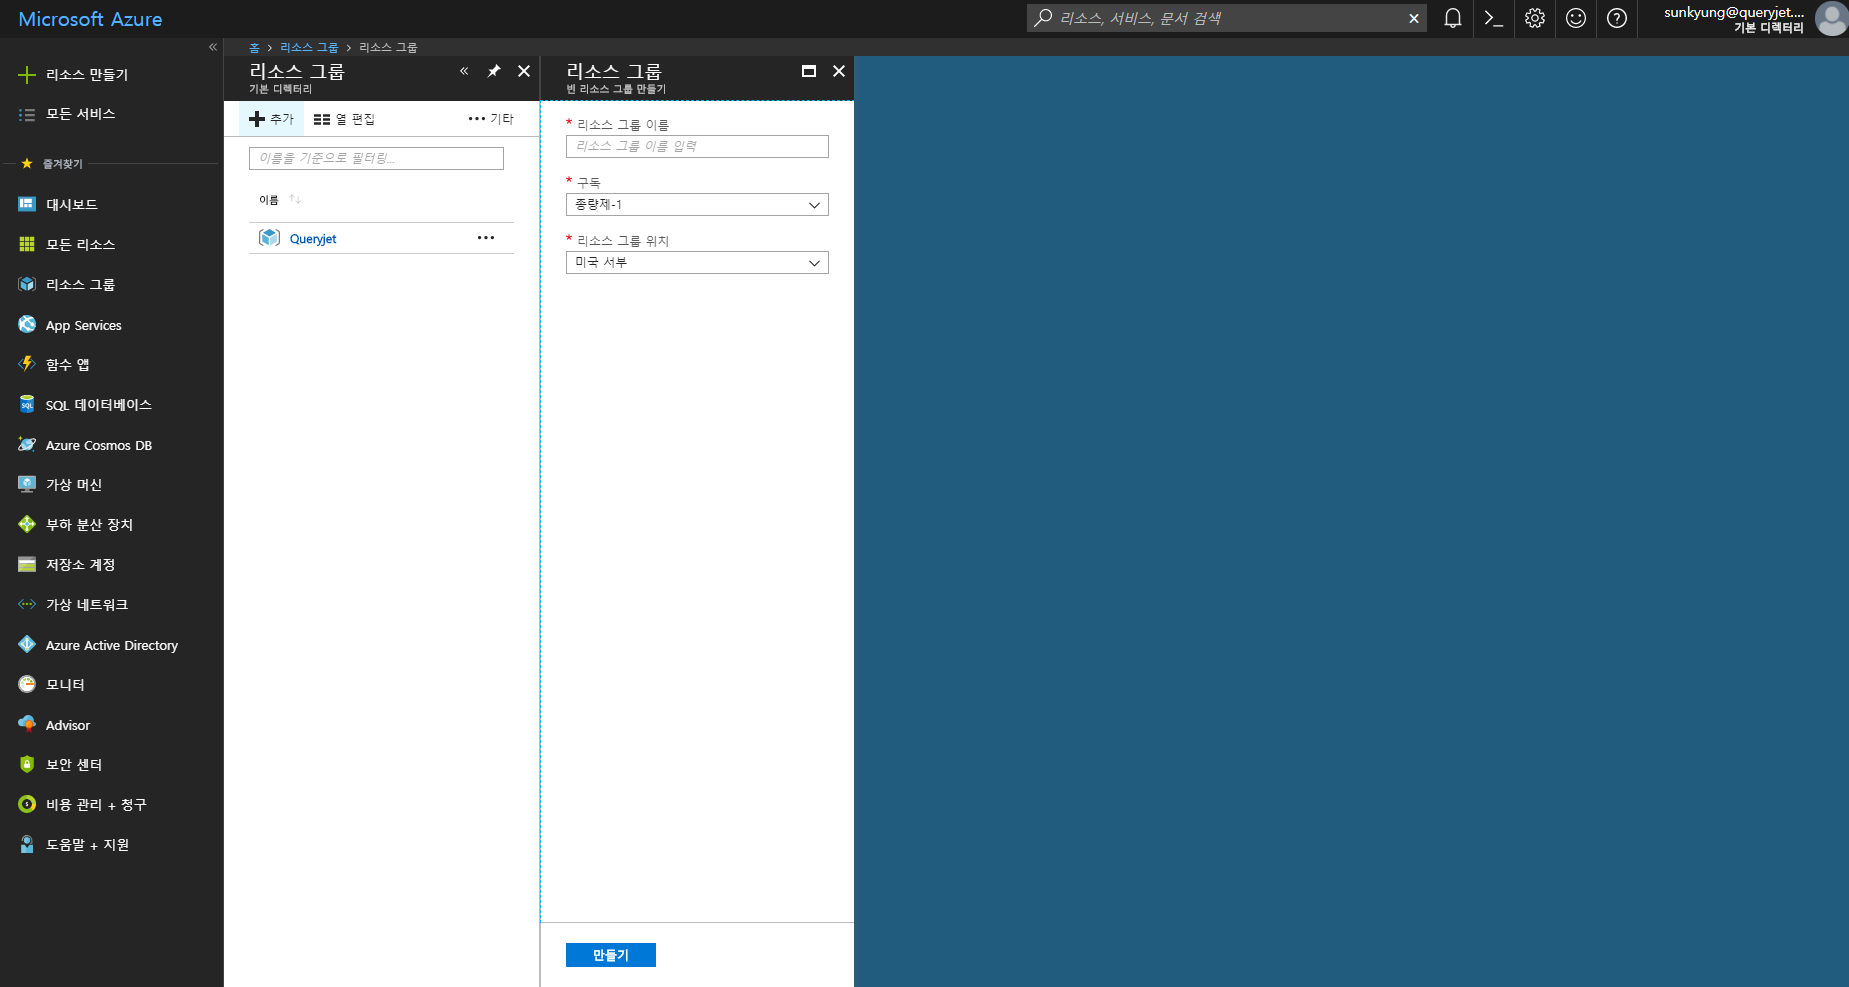 Microsoft Azure
리소스, 서비스, 문서 검색
sunkyung@queryjet....
기본 디렉터리
홈 > 리소스 그룹 > 리소스 그룹
리소스 만들기
모든 서비스
즐겨찾기
대시보드
모든 리소스
리소스 그룹
App Services
함수 앱
SQL 데이터베이스
Azure Cosmos DB
가상 머신
부하 분산 장치
저장소 계정
가상 네트워크
Azure Active Directory
모니터
Advisor
보안 센터
비용 관리 + 청구
도움말 + 지원
리소스 그룹
기본 디렉터리
추가
열 편집
기타
이름을 기준으로 필터링...
이름
Queryjet
리소스 그룹
빈 리소스 그룹 만들기
* 리소스 그룹 이름
리소스 그룹 이름 입력
* 구독
종량제-1
* 리소스 그룹 위치
미국 서부
만들기